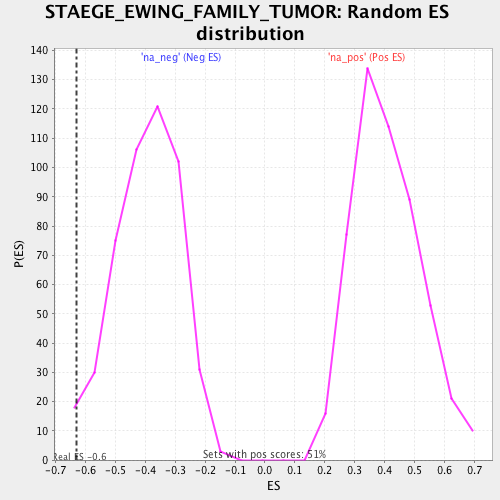 STAEGE_EWING_FAMILY_TUMOR: Random ES
distribution
'na_neg' (Neg ES)
'na_pos' (Pos ES)
P(ES)
140
130
120
110
100
90
80
70
60
50
40
30
20
10
0
Real ES -0.6
Sets with pos scores: 51%
-0.7 -0.6 -0.5 -0.4 -0.3 -0.2 -0.1 0.0 0.1 0.2 0.3 0.4 0.5 0.6 0.7
ES